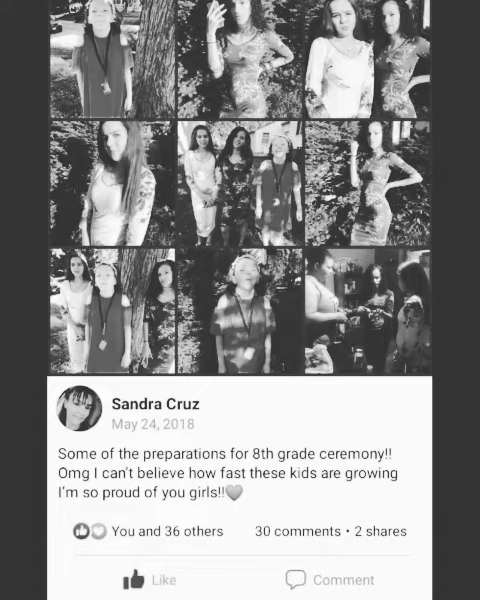 Sandra Cruz
May 24, 2018
Some of the preparations for 8th grade ceremony!!
Omg I can't believe how fast these kids are growing
I'm so proud of you girls!!🤍
You and 36 others 30 comments • 2 shares
Like Comment